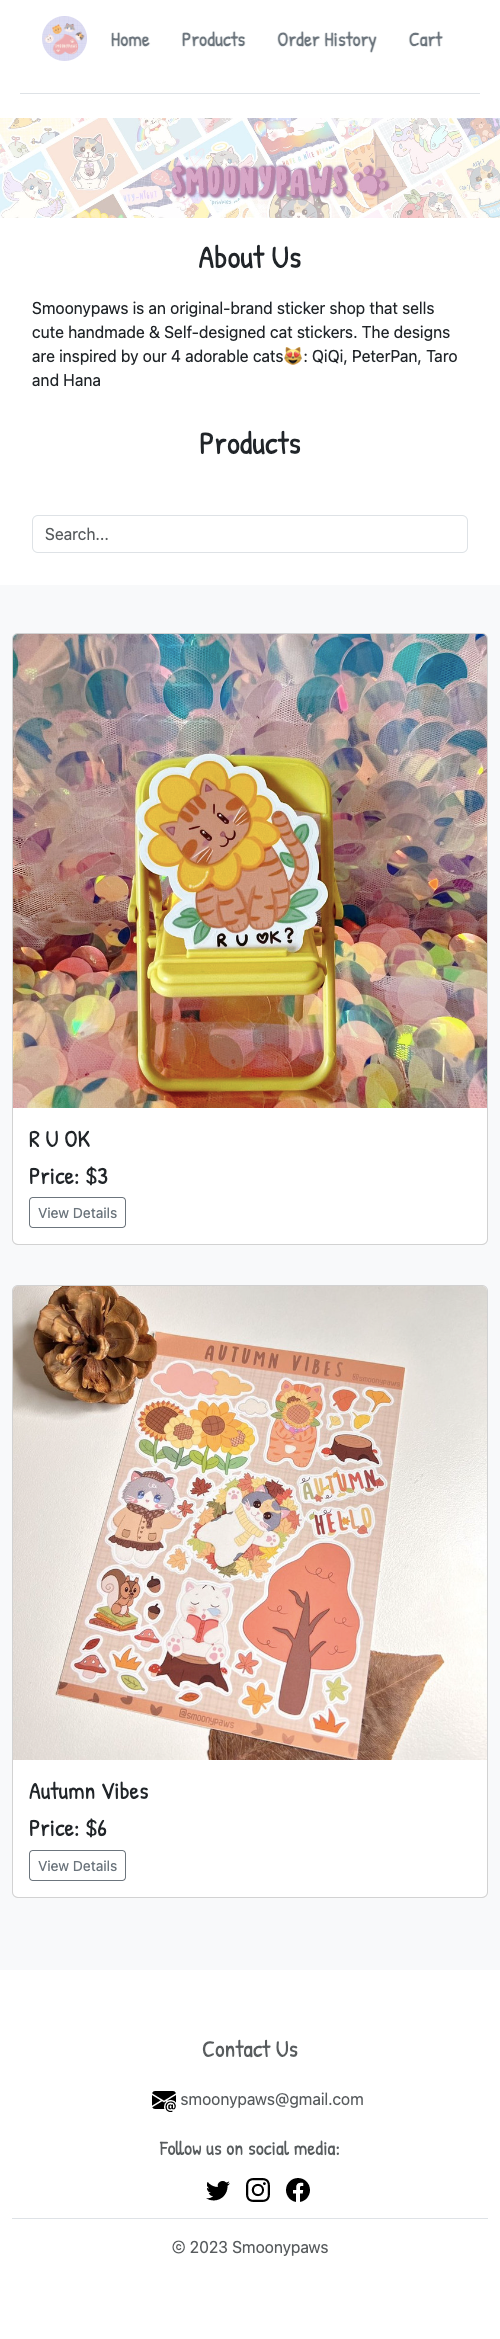 Home Products Order History Cart
SMOONYPAWS
About Us
Smoonypaws is an original-brand sticker shop that sells
cute handmade & Self-designed cat stickers. The designs
are inspired by our 4 adorable cats😻: QiQi, PeterPan, Taro
and Hana
Products
Search...
R U OK?
R U OK
Price: $3
View Details
AUTUMN VIBES
@smoonypaws
AUTUMN
HELLO
@smoonypaws
Autumn Vibes
Price: $6
View Details
Contact Us
smoonypaws@gmail.com
Follow us on social media:
© 2023 Smoonypaws